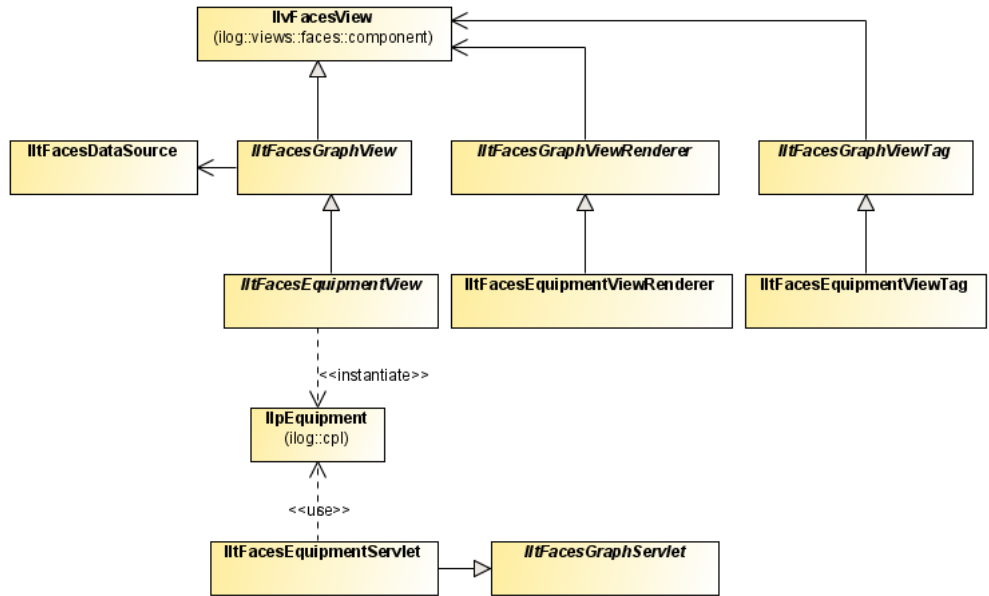 IlvFacesView
(ilog::views::faces::component)
IltFacesDataSource
IltFacesGraphView
IltFacesGraphViewRenderer
IltFacesGraphViewTag
IltFacesEquipmentView
IltFacesEquipmentViewRenderer
IltFacesEquipmentViewTag
<<instantiate>>
IlpEquipment
(ilog::cpl)
<<use>>
IltFacesEquipmentServlet
IltFacesGraphServlet